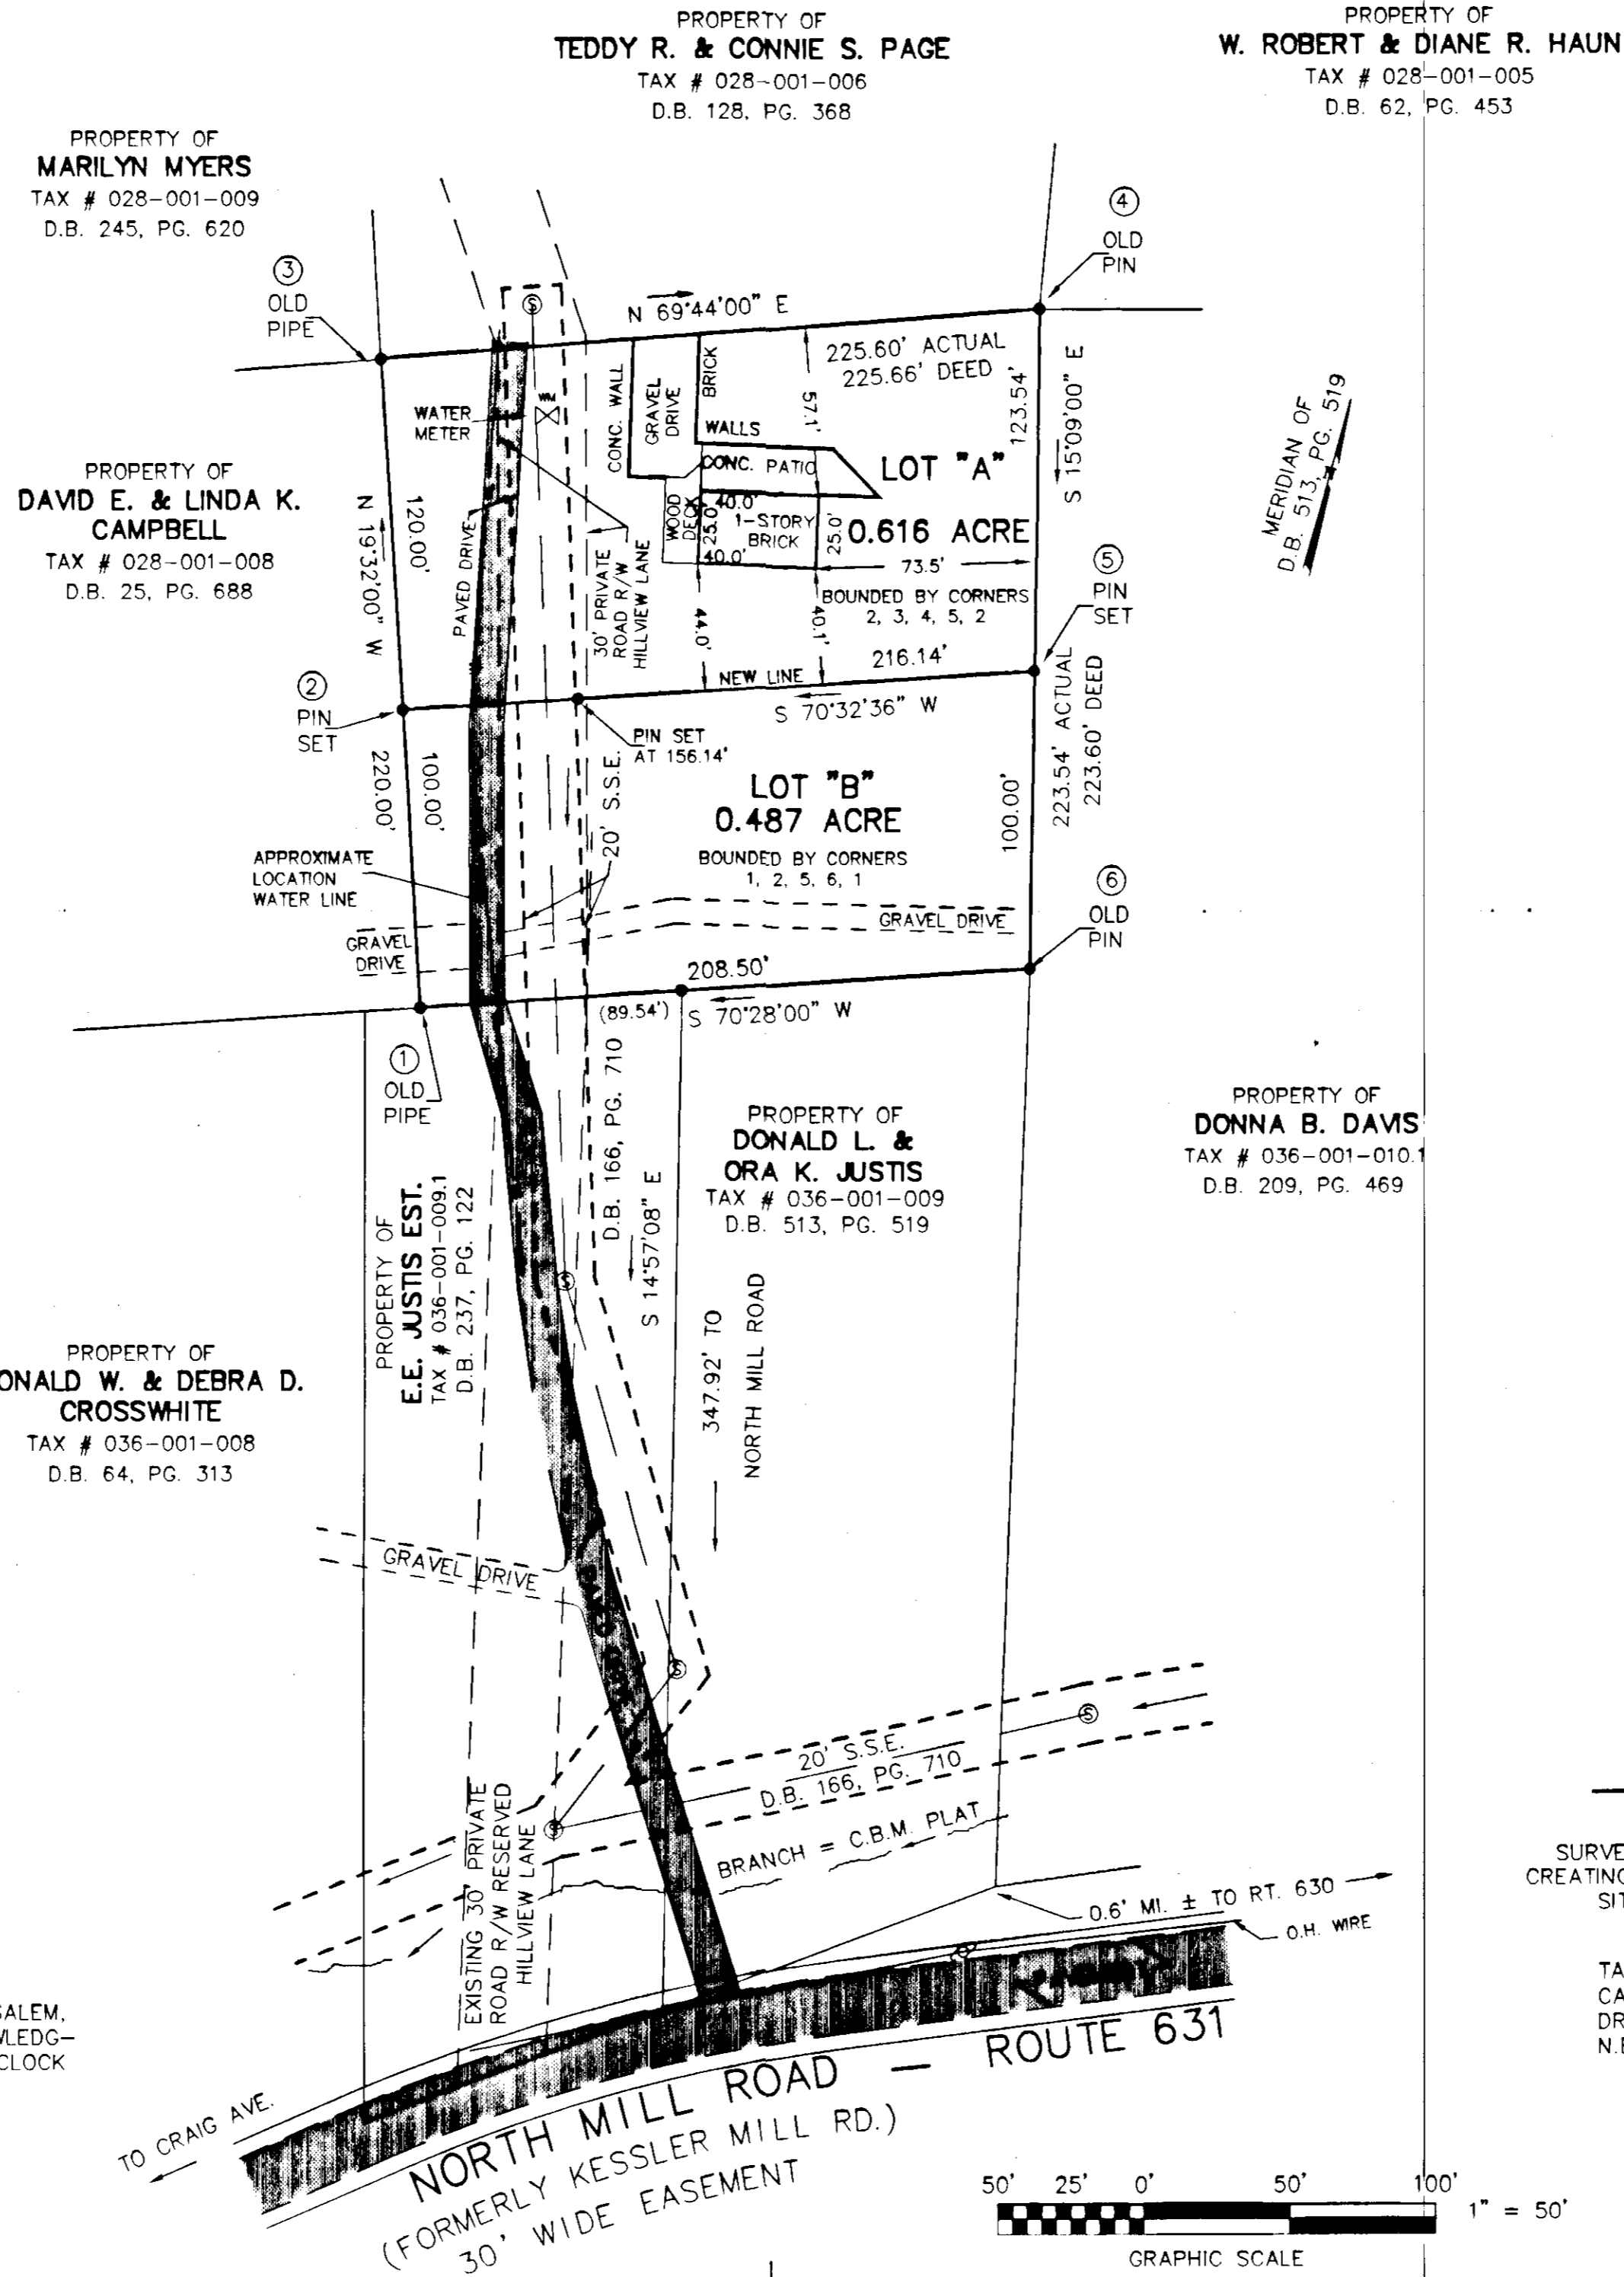 PROPERTY OF
TEDDY R. & CONNIE S. PAGE
TAX # 028-001-006
D.B. 128, PG. 368
PROPERTY OF
W. ROBERT & DIANE R. HAUN
TAX # 028-001-005
D.B. 62, PG. 453
PROPERTY OF
MARILYN MYERS
TAX # 028-001-009
D.B. 245, PG. 620
3
OLD
PIPE
4
OLD
PIN
S
N 69°44'00" E
225.60' ACTUAL
225.66' DEED
123.54'
S 15°09'00" E
MERIDIAN OF
D.B. 513, PG. 519
WATER
METER
WM
CONC. WALL
GRAVEL
DRIVE
BRICK
WALLS
57.1'
CONC. PATIO
LOT "A"
0.616 ACRE
WOOD
DECK
40.0'
25.0'
1-STORY
BRICK
25.0'
40.0'
73.5'
BOUNDED BY CORNERS
2, 3, 4, 5, 2
PROPERTY OF
DAVID E. & LINDA K.
CAMPBELL
TAX # 028-001-008
D.B. 25, PG. 688
N 19°32'00" W
120.00'
PAVED DRIVE
30' PRIVATE
ROAD R/W
HILLVIEW LANE
44.0'
40.1'
5
PIN
SET
2
PIN
SET
NEW LINE
216.14'
S 70°32'36" W
PIN SET
AT 156.14'
223.54' ACTUAL
223.60' DEED
220.00'
100.00'
20' S.S.E.
LOT "B"
0.487 ACRE
BOUNDED BY CORNERS
1, 2, 5, 6, 1
100.00'
APPROXIMATE
LOCATION
WATER LINE
GRAVEL
DRIVE
GRAVEL DRIVE
6
OLD
PIN
208.50'
(89.54')
S 70°28'00" W
1
OLD
PIPE
D.B. 166, PG. 710
S 14°57'08" E
PROPERTY OF
DONALD L. &
ORA K. JUSTIS
TAX # 036-001-009
D.B. 513, PG. 519
PROPERTY OF
DONNA B. DAVIS
TAX # 036-001-010.1
D.B. 209, PG. 469
PROPERTY OF
E.E. JUSTIS EST.
TAX # 036-001-009.1
D.B. 237, PG. 122
S
347.92' TO
NORTH MILL ROAD
PROPERTY OF
ONALD W. & DEBRA D.
CROSSWHITE
TAX # 036-001-008
D.B. 64, PG. 313
GRAVEL DRIVE
S
S
20' S.S.E.
D.B. 166, PG. 710
S
BRANCH = C.B.M. PLAT
EXISTING 30' PRIVATE
ROAD R/W RESERVED
HILLVIEW LANE
0.6' MI. ± TO RT. 630
O.H. WIRE
SURVE
CREATING
SIT
TA
CA
DR
N.E
SALEM,
LEDG-
CLOCK
TO CRAIG AVE.
NORTH MILL ROAD — ROUTE 631
(FORMERLY KESSLER MILL RD.)
30' WIDE EASEMENT
50' 25' 0' 50' 100'
1" = 50'
GRAPHIC SCALE